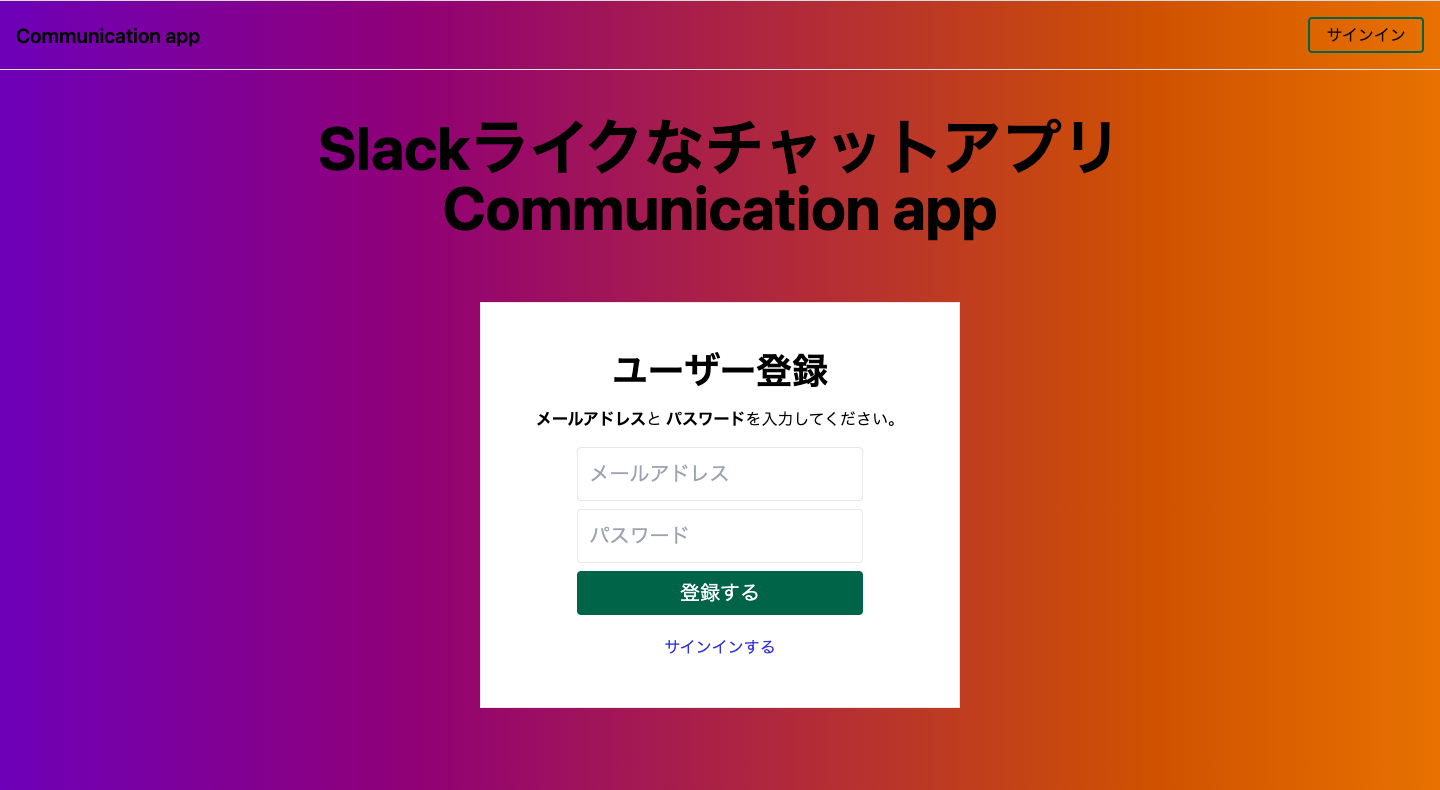 Communication app
サインイン
Slackライクなチャットアプリ
Communication app
ユーザー登録
メールアドレスと パスワードを入力してください。
メールアドレス
パスワード
登録する
サインインする